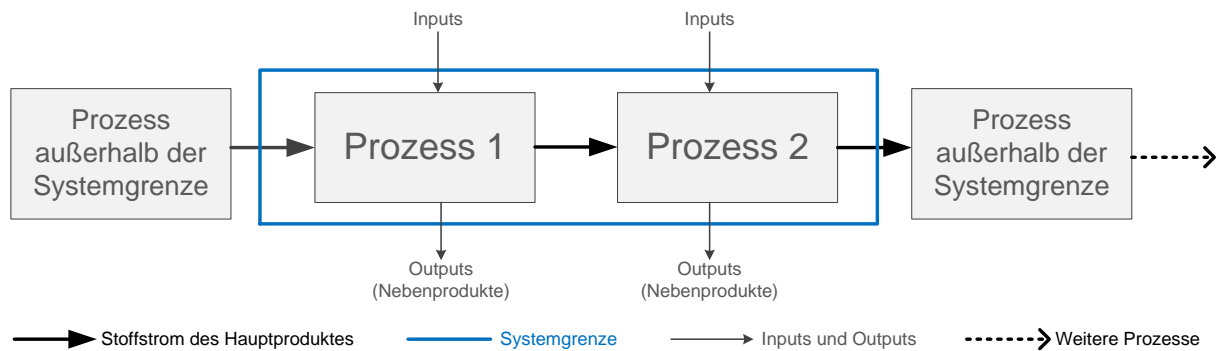 Inputs
Inputs
Prozess
außerhalb der
Systemgrenze
Prozess 1
Prozess 2
Prozess
außerhalb der
Systemgrenze
Outputs
(Nebenprodukte)
Outputs
(Nebenprodukte)
Stoffstrom des Hauptproduktes
Systemgrenze
Inputs und Outputs
Weitere Prozesse